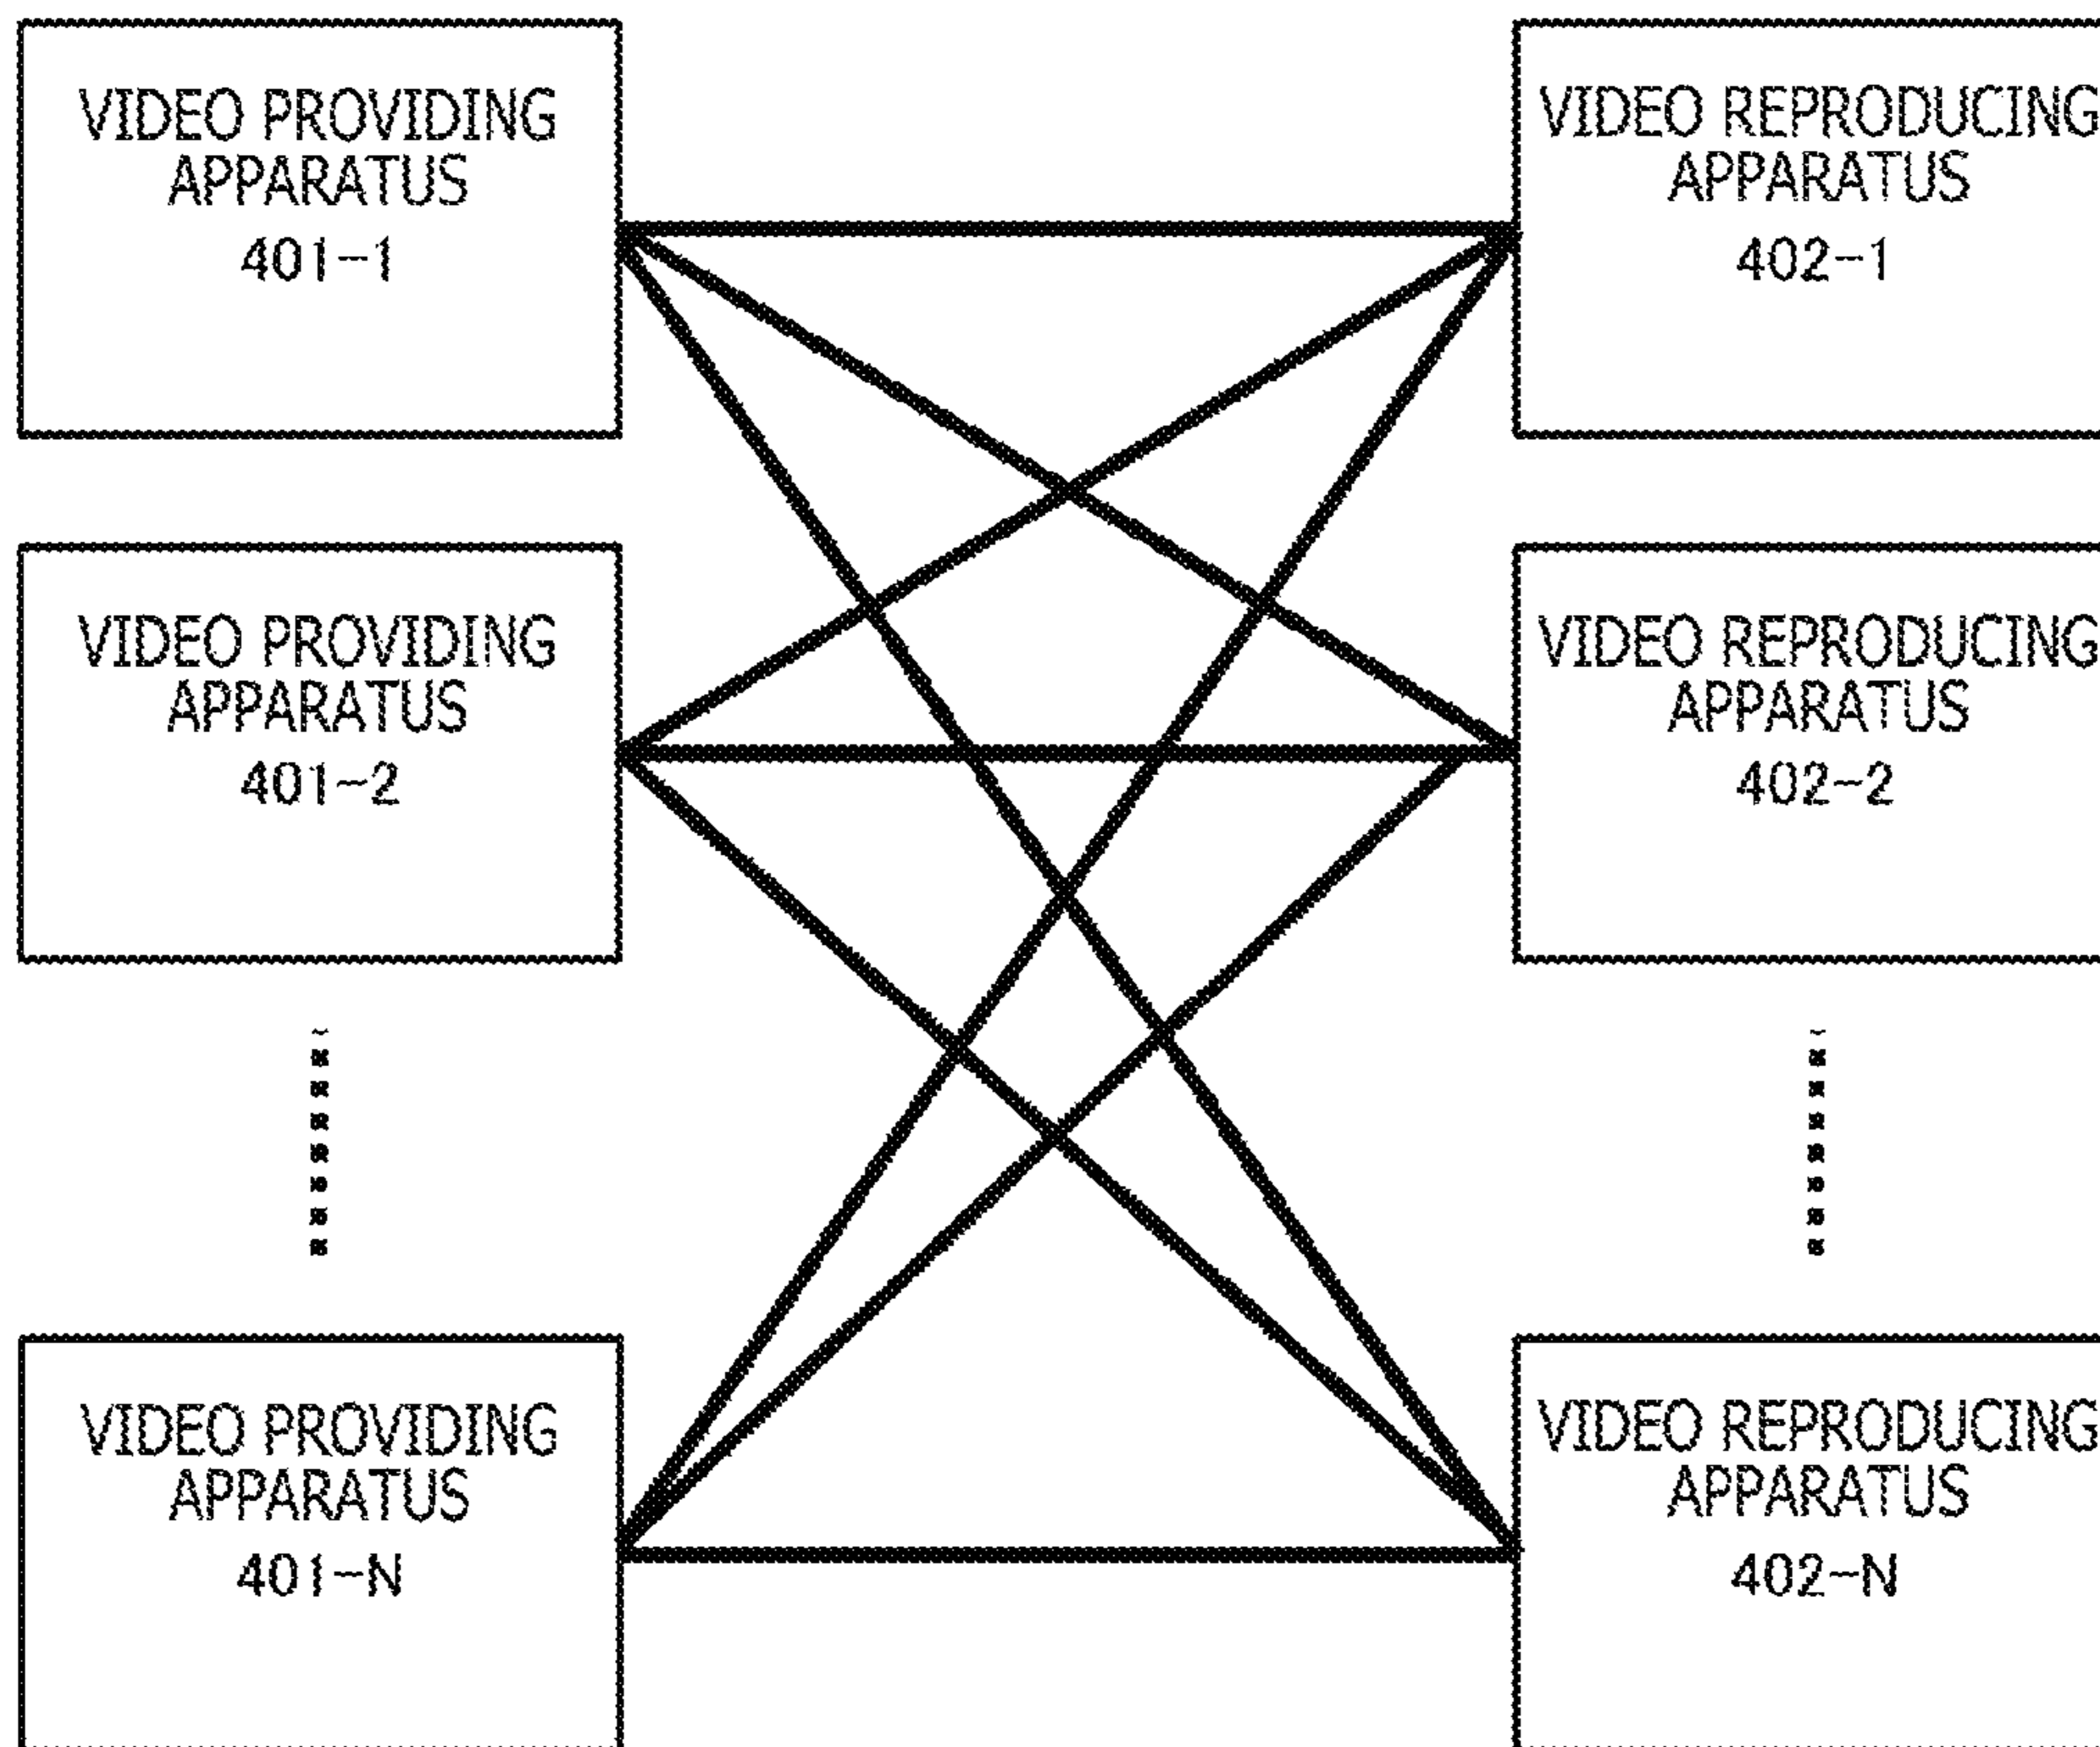 VIDEO PROVIDING
APPARATUS
401-1
VIDEO REPRODUCING
APPARATUS
402-1
VIDEO PROVIDING
APPARATUS
401-2
VIDEO REPRODUCING
APPARATUS
402-2
VIDEO PROVIDING
APPARATUS
401-N
VIDEO REPRODUCING
APPARATUS
402-N